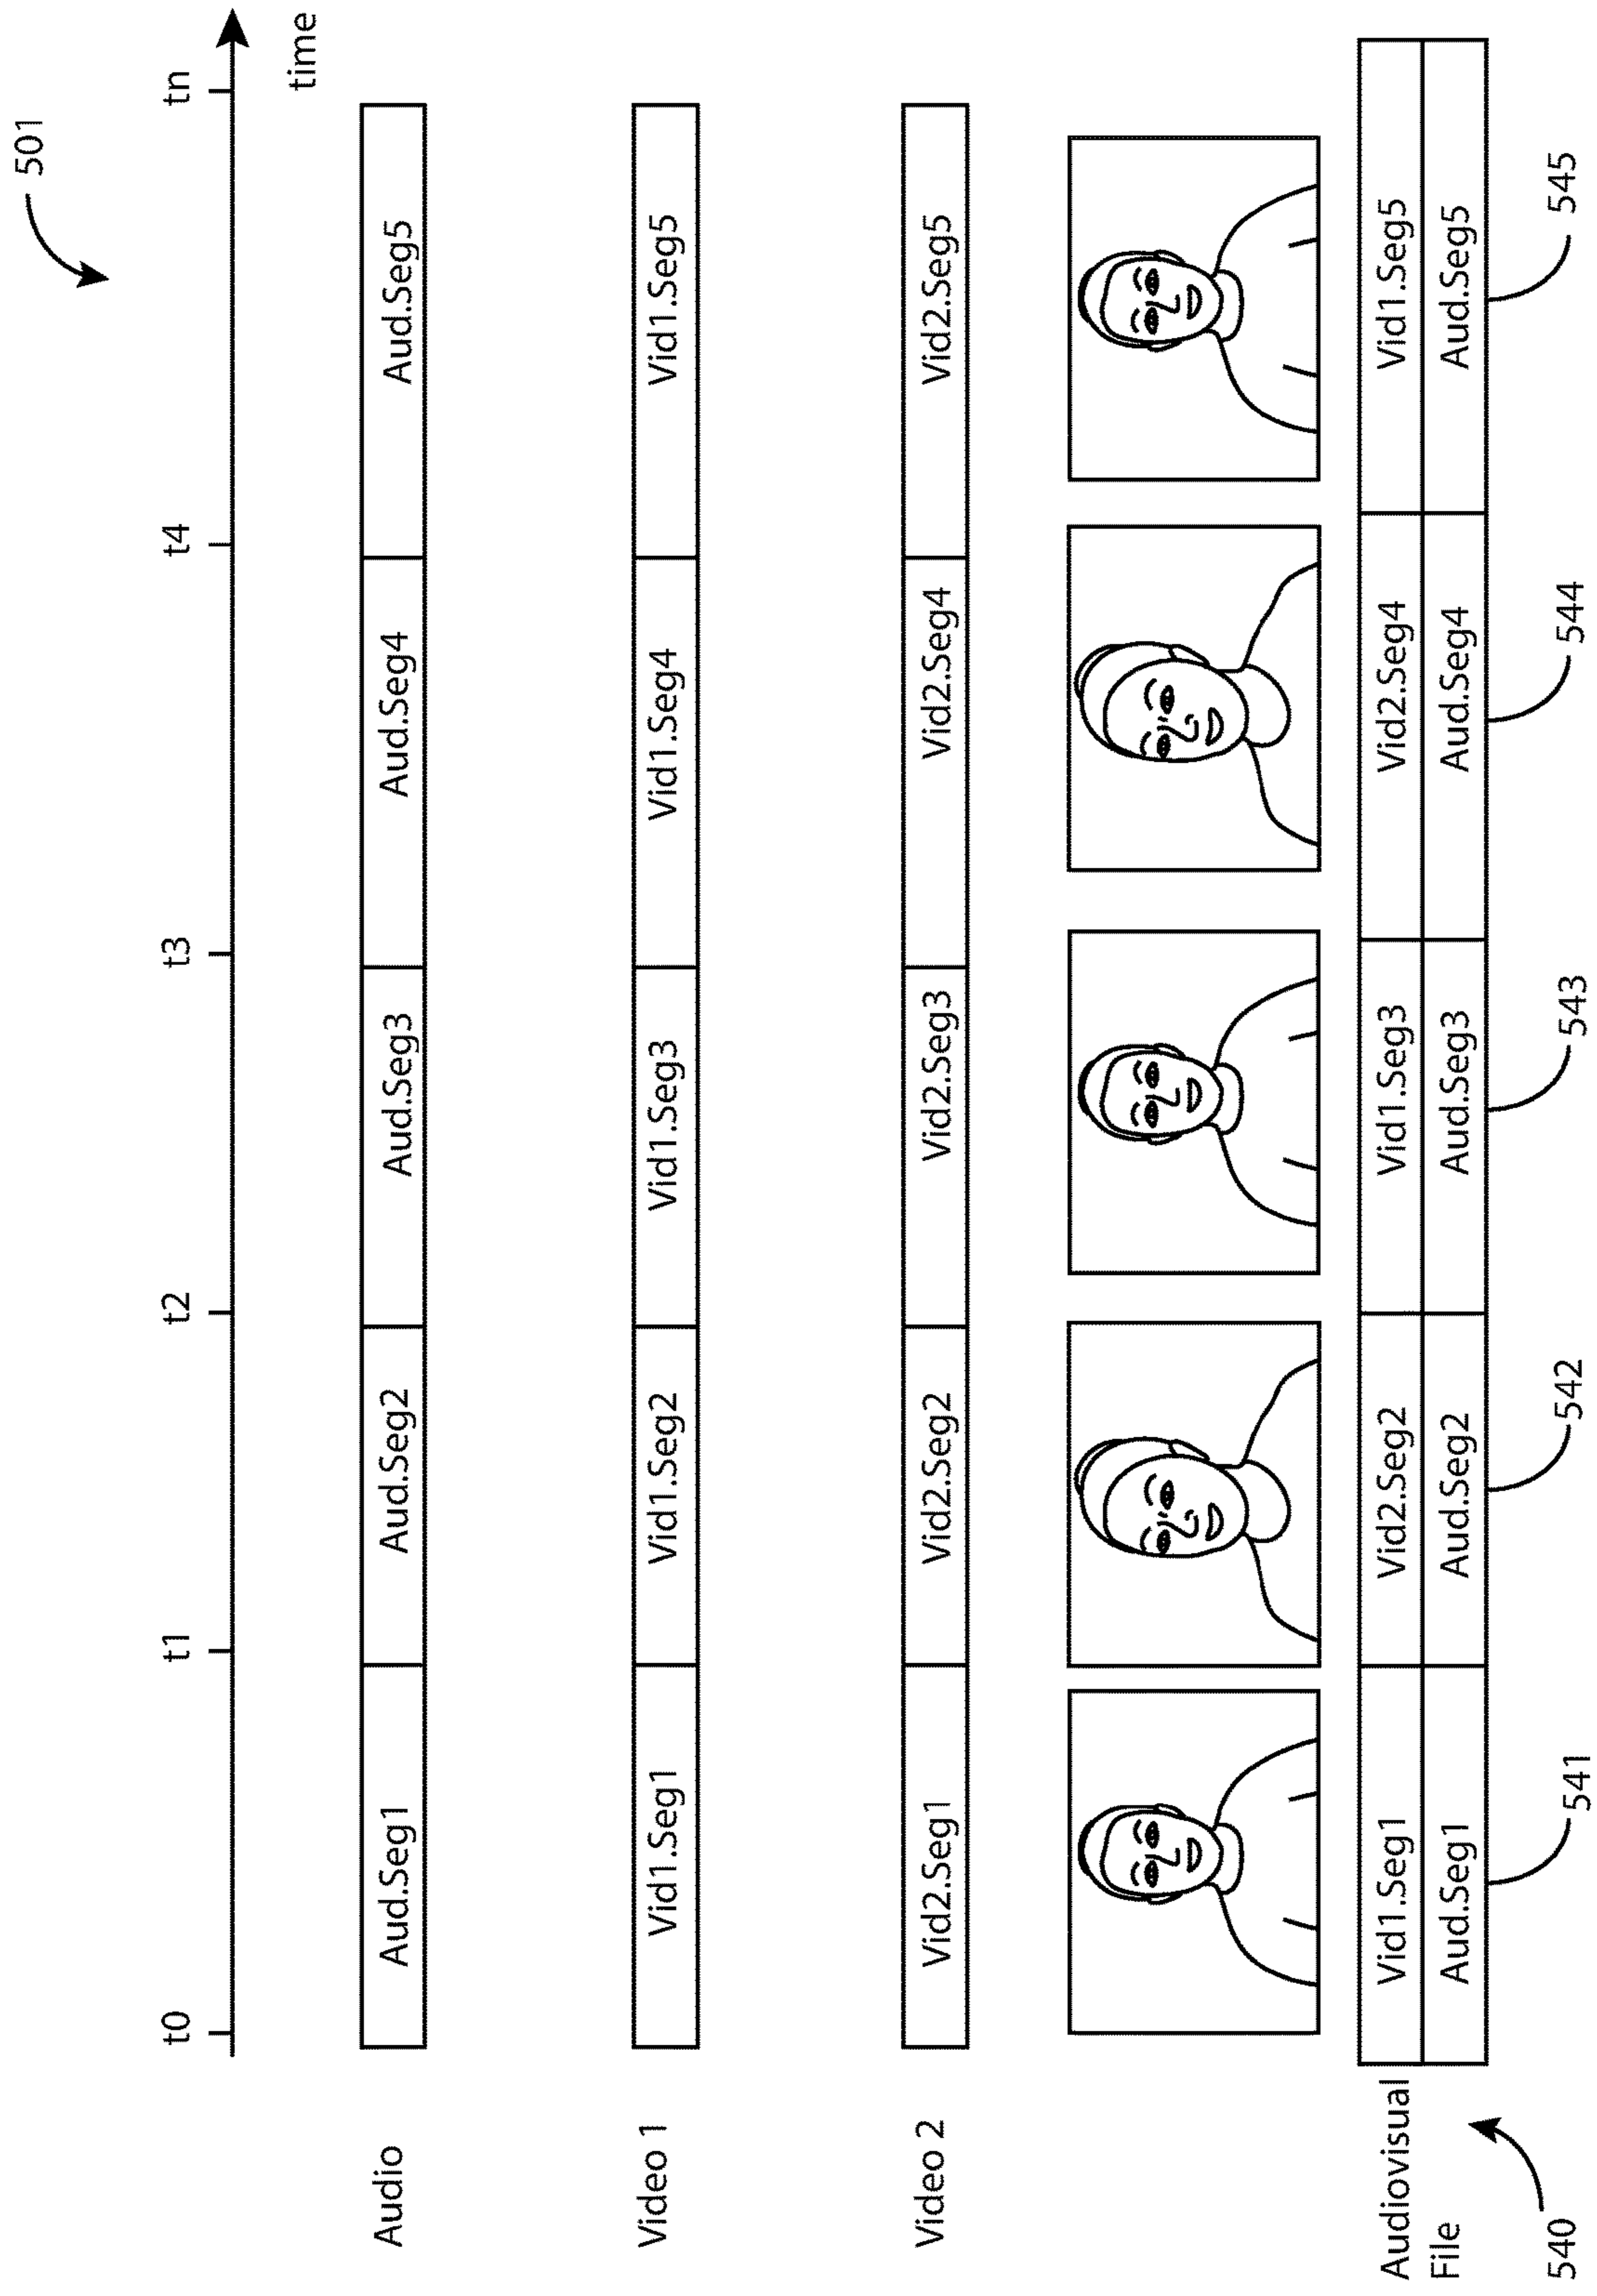 501
t0 t1 t2 t3 t4 tn
time
Audio Aud.Seg1 Aud.Seg2 Aud.Seg3 Aud.Seg4 Aud.Seg5
Video 1 Vid1.Seg1 Vid1.Seg2 Vid1.Seg3 Vid1.Seg4 Vid1.Seg5
Video 2 Vid2.Seg1 Vid2.Seg2 Vid2.Seg3 Vid2.Seg4 Vid2.Seg5
Audiovisual Vid1.Seg1 Vid2.Seg2 Vid1.Seg3 Vid2.Seg4 Vid1.Seg5
File Aud.Seg1 Aud.Seg2 Aud.Seg3 Aud.Seg4 Aud.Seg5
540 541 542 543 544 545